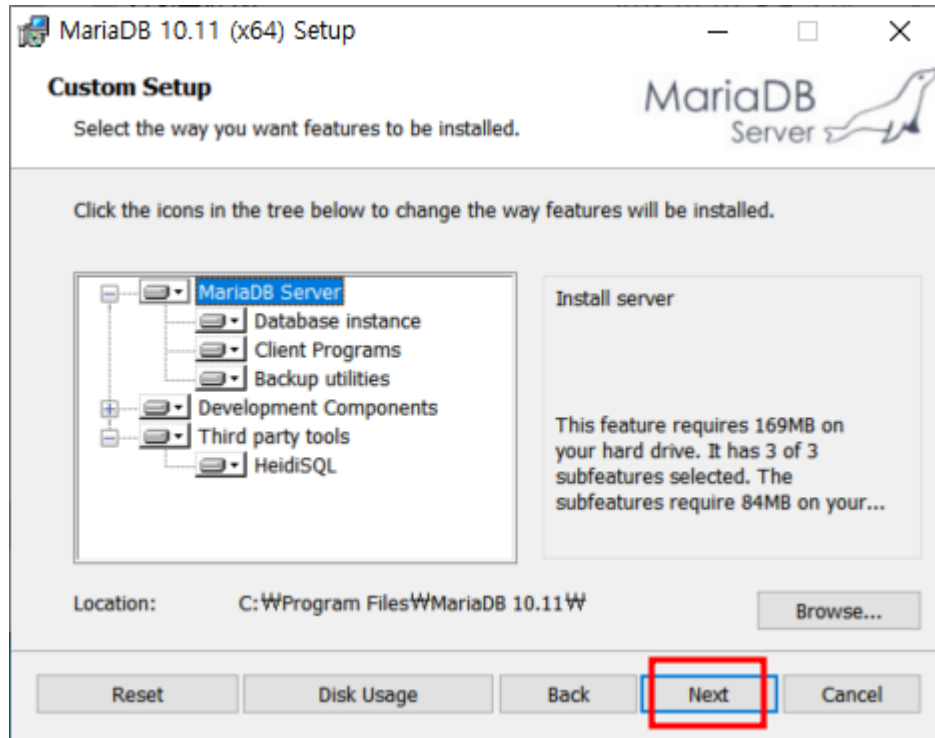 MariaDB 10.11 (x64) Setup
Custom Setup
Select the way you want features to be installed.
MariaDB
Server
Click the icons in the tree below to change the way features will be installed.
MariaDB Server
Database instance
Client Programs
Backup utilities
Development Components
Third party tools
HeidiSQL
Install server
This feature requires 169MB on
your hard drive. It has 3 of 3
subfeatures selected. The
subfeatures require 84MB on your...
Location: C:₩Program Files₩MariaDB 10.11₩
Browse...
Reset Disk Usage Back Next Cancel